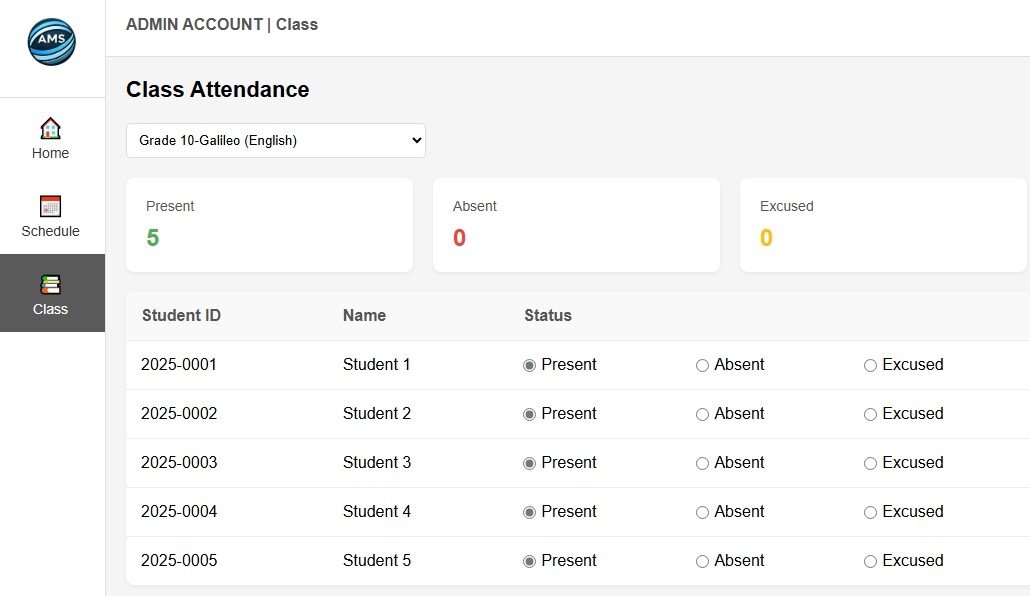 AMS
ADMIN ACCOUNT | Class
Home
Schedule
Class
Class Attendance
Grade 10-Galileo (English)
Present Absent Excused
5 0 0
Student ID Name Status
2025-0001 Student 1 Present Absent Excused
2025-0002 Student 2 Present Absent Excused
2025-0003 Student 3 Present Absent Excused
2025-0004 Student 4 Present Absent Excused
2025-0005 Student 5 Present Absent Excused